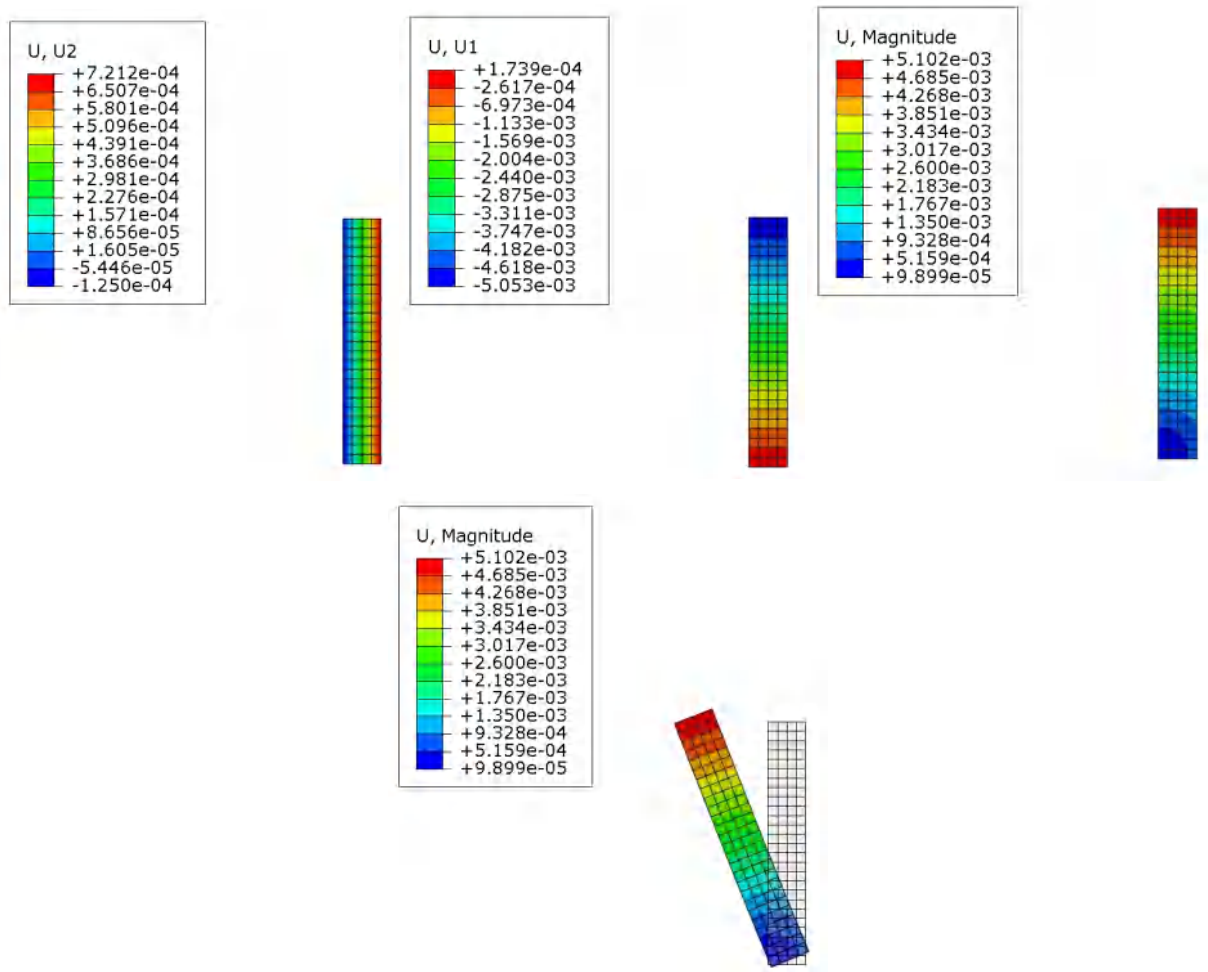 U, U2
+7.212e-04
+6.507e-04
+5.801e-04
+5.096e-04
+4.391e-04
+3.686e-04
+2.981e-04
+2.276e-04
+1.571e-04
+8.656e-05
+1.605e-05
-5.446e-05
-1.250e-04
U, U1
+1.739e-04
-2.617e-04
-6.973e-04
-1.133e-03
-1.569e-03
-2.004e-03
-2.440e-03
-2.875e-03
-3.311e-03
-3.747e-03
-4.182e-03
-4.618e-03
-5.053e-03
U, Magnitude
+5.102e-03
+4.685e-03
+4.268e-03
+3.851e-03
+3.434e-03
+3.017e-03
+2.600e-03
+2.183e-03
+1.767e-03
+1.350e-03
+9.328e-04
+5.159e-04
+9.899e-05
U, Magnitude
+5.102e-03
+4.685e-03
+4.268e-03
+3.851e-03
+3.434e-03
+3.017e-03
+2.600e-03
+2.183e-03
+1.767e-03
+1.350e-03
+9.328e-04
+5.159e-04
+9.899e-05